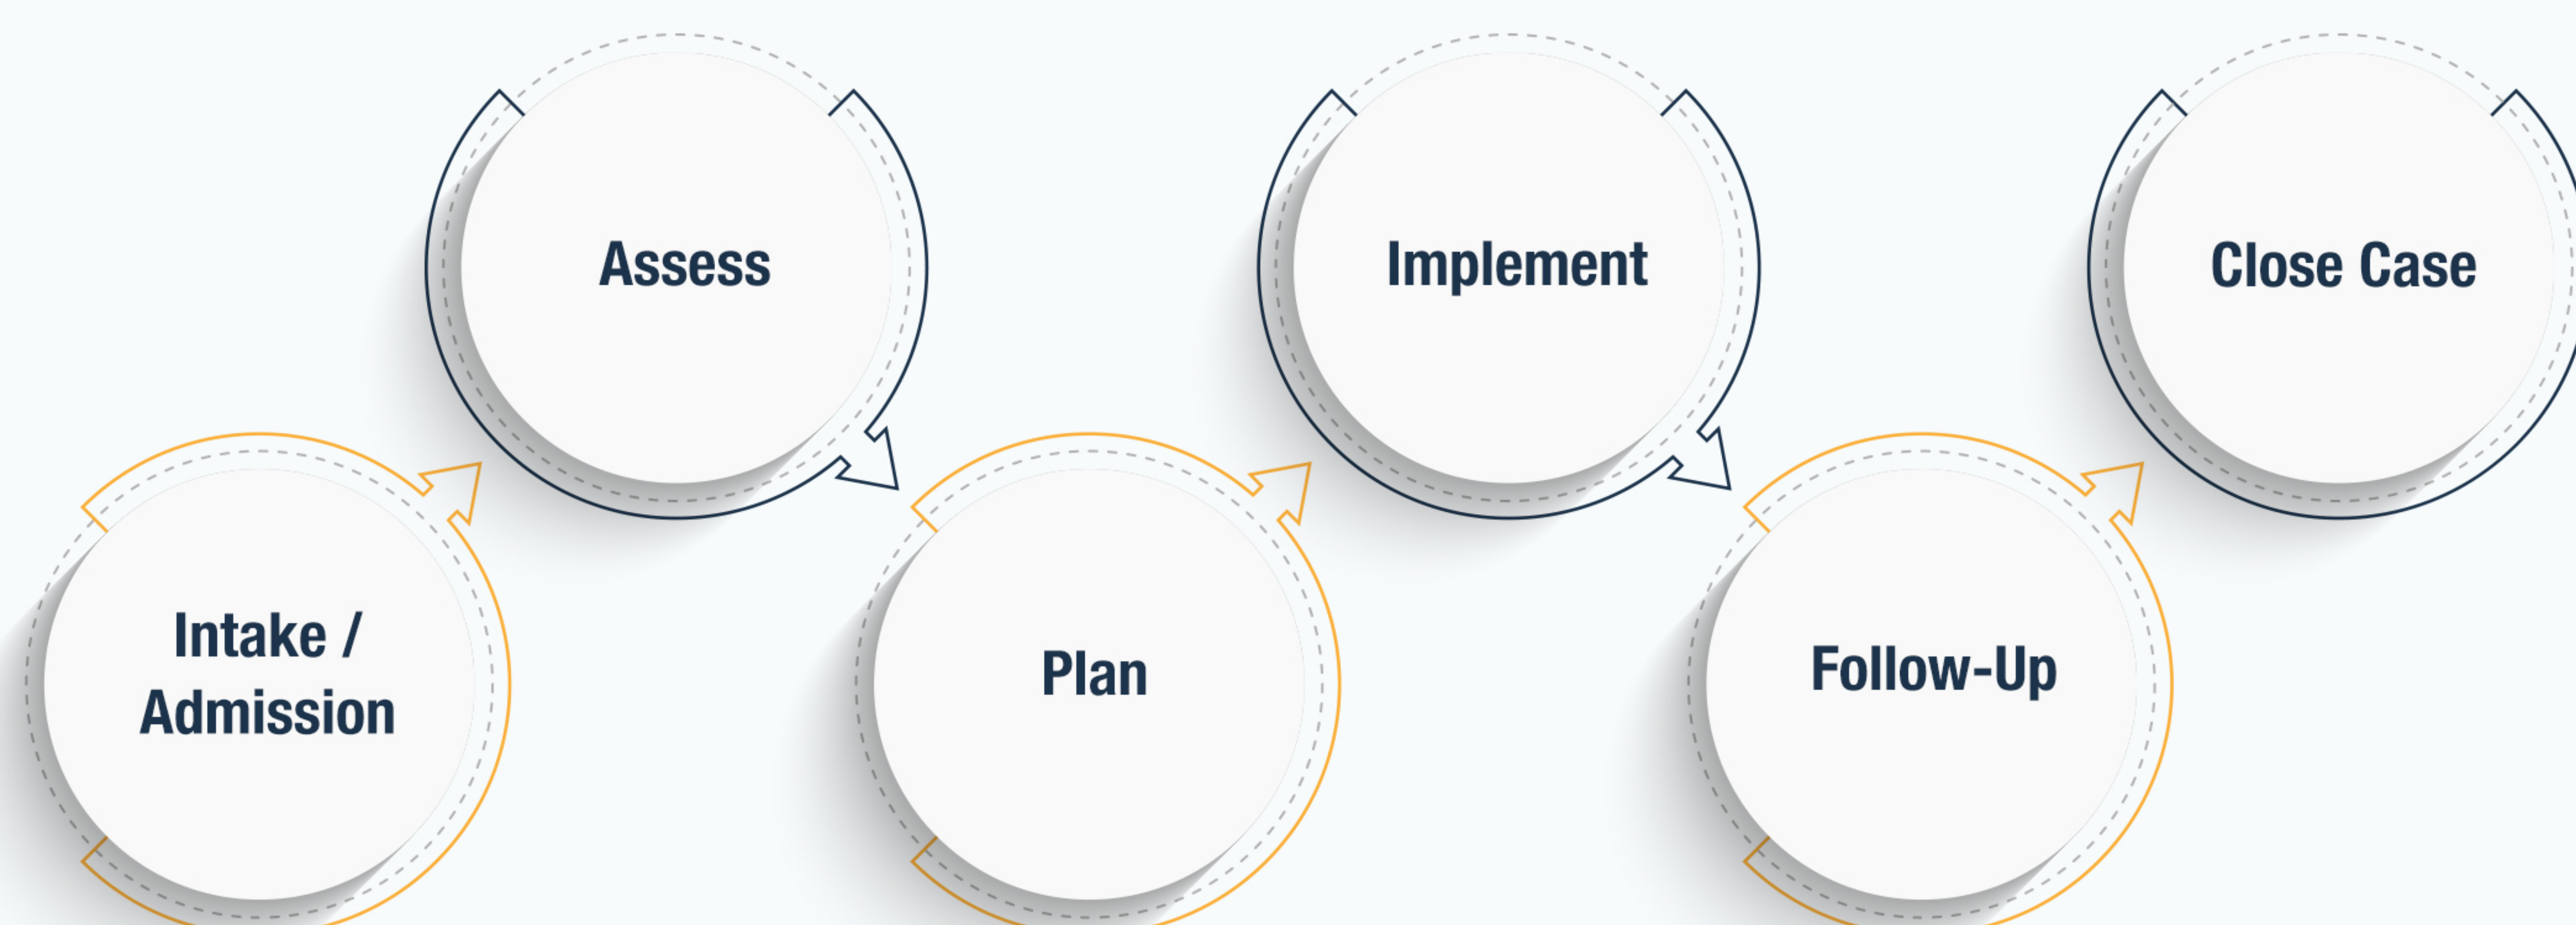 Intake /
Admission
Assess
Plan
Implement
Follow-Up
Close Case